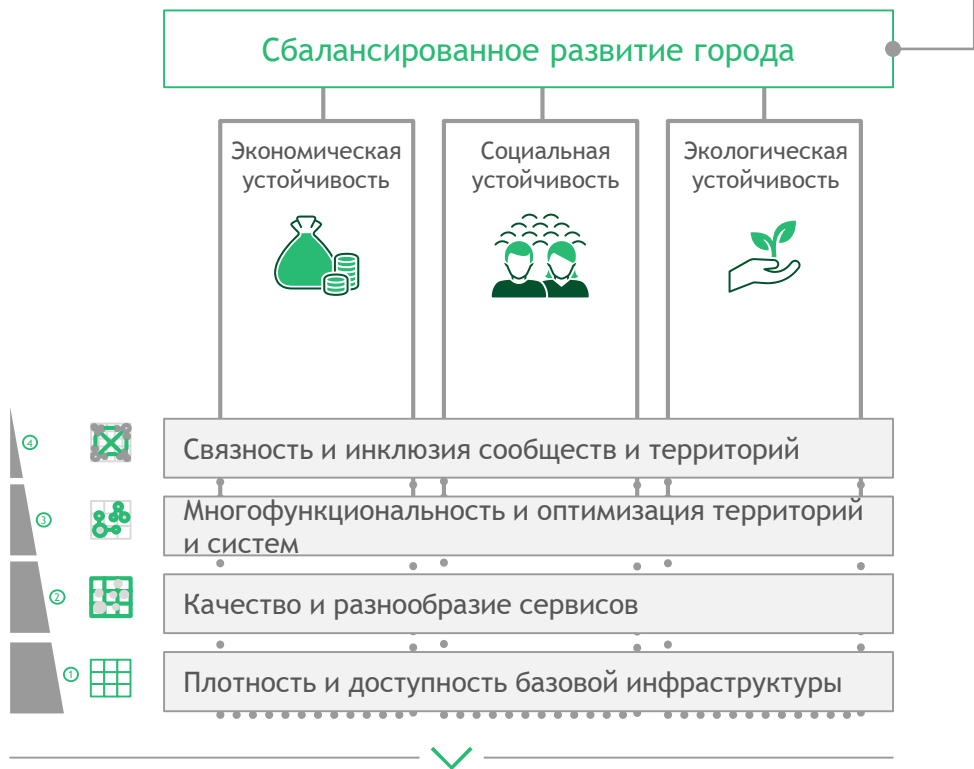 Сбалансированное развитие города
Экономическая
устойчивость
Социальная
устойчивость
Экологическая
устойчивость
4
Связность и инклюзия сообществ и территорий
3
Многофункциональность и оптимизация территорий
и систем
2
Качество и разнообразие сервисов
1
Плотность и доступность базовой инфраструктуры